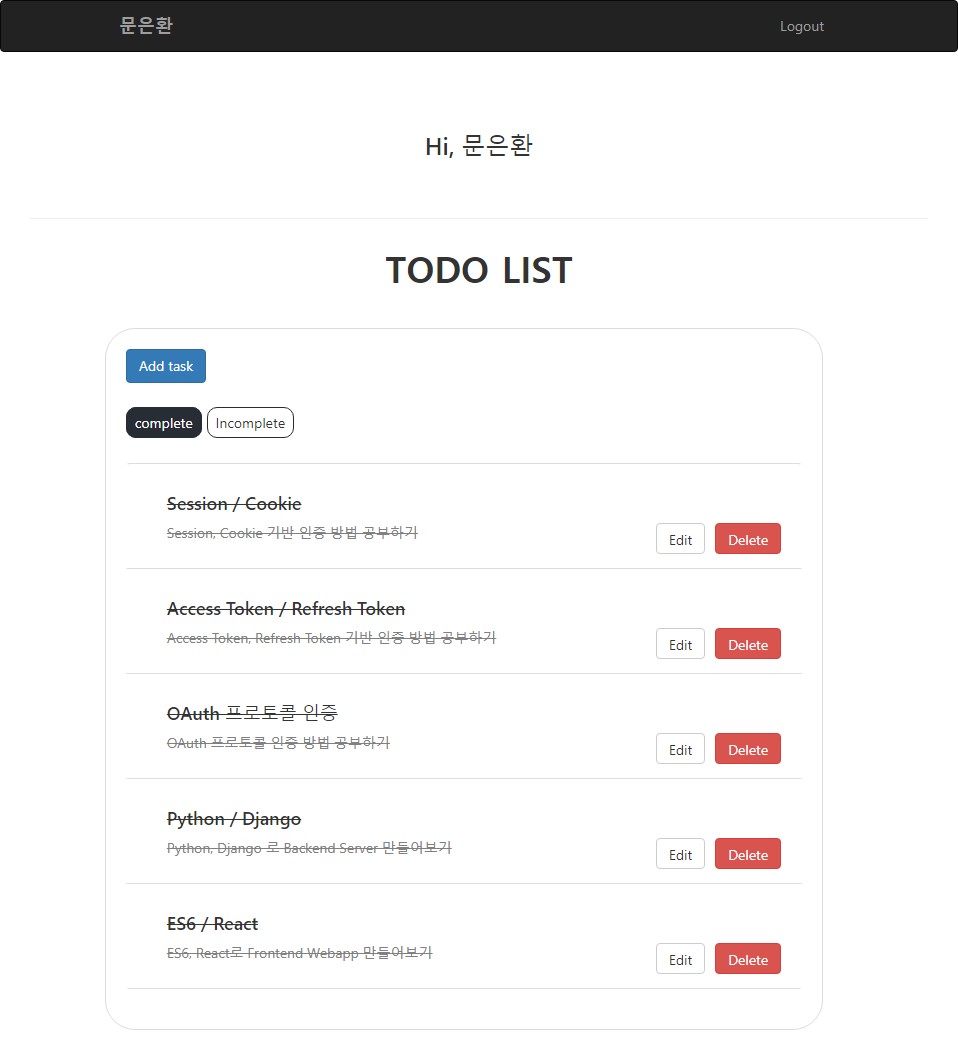 문은환 Logout
Hi, 문은환
TODO LIST
Add task
complete Incomplete
Session / Cookie
Session, Cookie 기반 인증 방법 공부하기
Edit Delete
Access Token / Refresh Token
Access Token, Refresh Token 기반 인증 방법 공부하기
Edit Delete
OAuth 프로토콜 인증
OAuth 프로토콜 인증 방법 공부하기
Edit Delete
Python / Django
Python, Django 로 Backend Server 만들어보기
Edit Delete
ES6 / React
ES6, React로 Frontend Webapp 만들어보기
Edit Delete